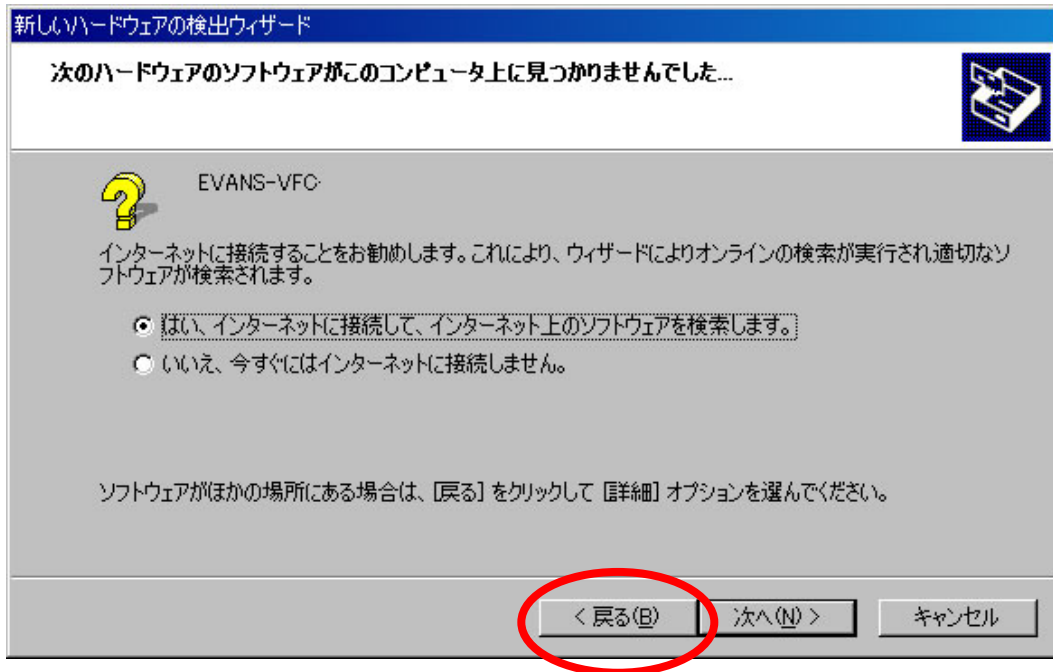 新しいハードウェアの検出ウィザード
次のハードウェアのソフトウェアがこのコンピュータ上に見つかりませんでした...
EVANS-VFC
インターネットに接続することをお勧めします。これにより、ウィザードによりオンラインの検索が実行され適切なソ
フトウェアが検索されます。
はい、インターネットに接続して、インターネット上のソフトウェアを検索します。
いいえ、今すぐにはインターネットに接続しません。
ソフトウェアがほかの場所にある場合は、[戻る] をクリックして [詳細] オプションを選んでください。
< 戻る(B) 次へ(N) > キャンセル